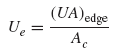 U_e = (UA)_edge / A_c